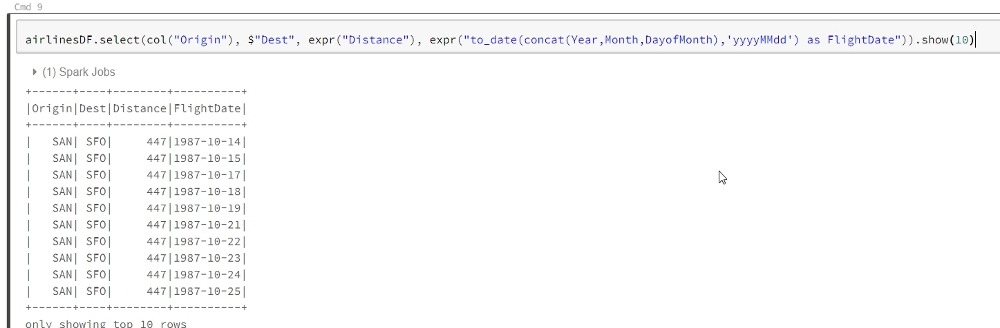 Cmd 9
airlinesDF.select(col("Origin"), $"Dest", expr("Distance"), expr("to_date(concat(Year,Month,DayofMonth),'yyyyMMdd') as FlightDate")).show(10)
(1) Spark Jobs
+------+----+--------+----------+
|Origin|Dest|Distance|FlightDate|
+------+----+--------+----------+
|   SAN| SFO|     447|1987-10-14|
|   SAN| SFO|     447|1987-10-15|
|   SAN| SFO|     447|1987-10-17|
|   SAN| SFO|     447|1987-10-18|
|   SAN| SFO|     447|1987-10-19|
|   SAN| SFO|     447|1987-10-21|
|   SAN| SFO|     447|1987-10-22|
|   SAN| SFO|     447|1987-10-23|
|   SAN| SFO|     447|1987-10-24|
|   SAN| SFO|     447|1987-10-25|
+------+----+--------+----------+
only showing top 10 rows